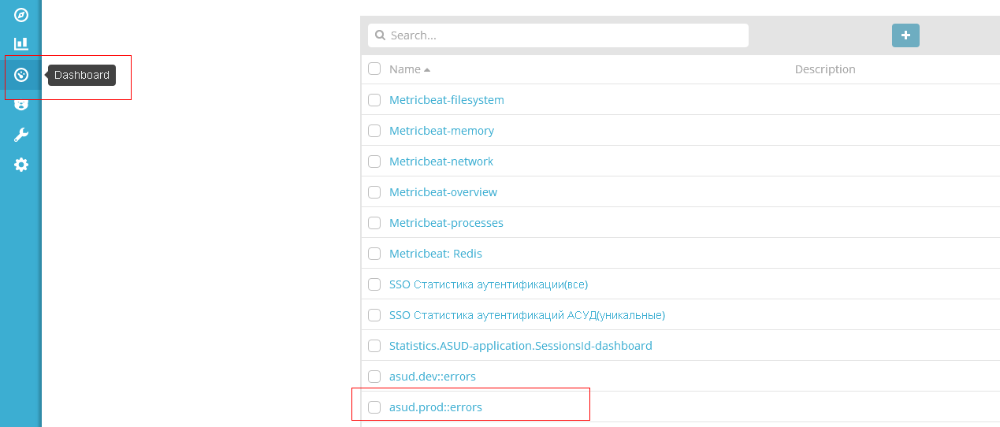 Search...
Dashboard
Name Description
Metricbeat-filesystem
Metricbeat-memory
Metricbeat-network
Metricbeat-overview
Metricbeat-processes
Metricbeat: Redis
SSO Статистика аутентификации(все)
SSO Статистика аутентификаций АСУД(уникальные)
Statistics.ASUD-application.SessionsId-dashboard
asud.dev::errors
asud.prod::errors